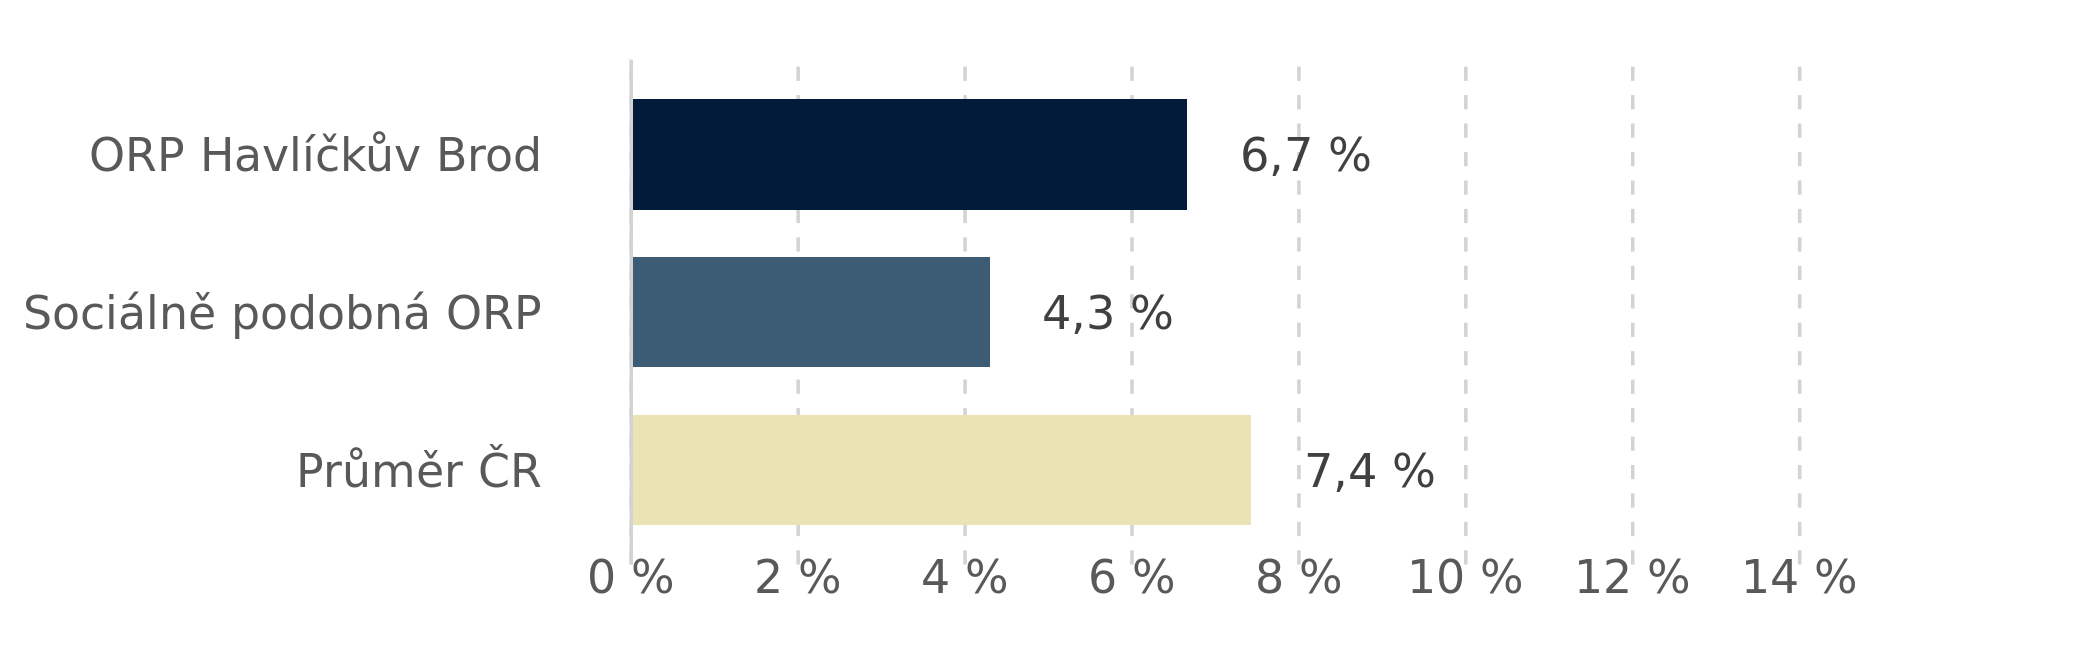 ORP Havlíčkův Brod 6,7 %
Sociálně podobná ORP 4,3 %
Průměr ČR 7,4 %
0 % 2 % 4 % 6 % 8 % 10 % 12 % 14 %